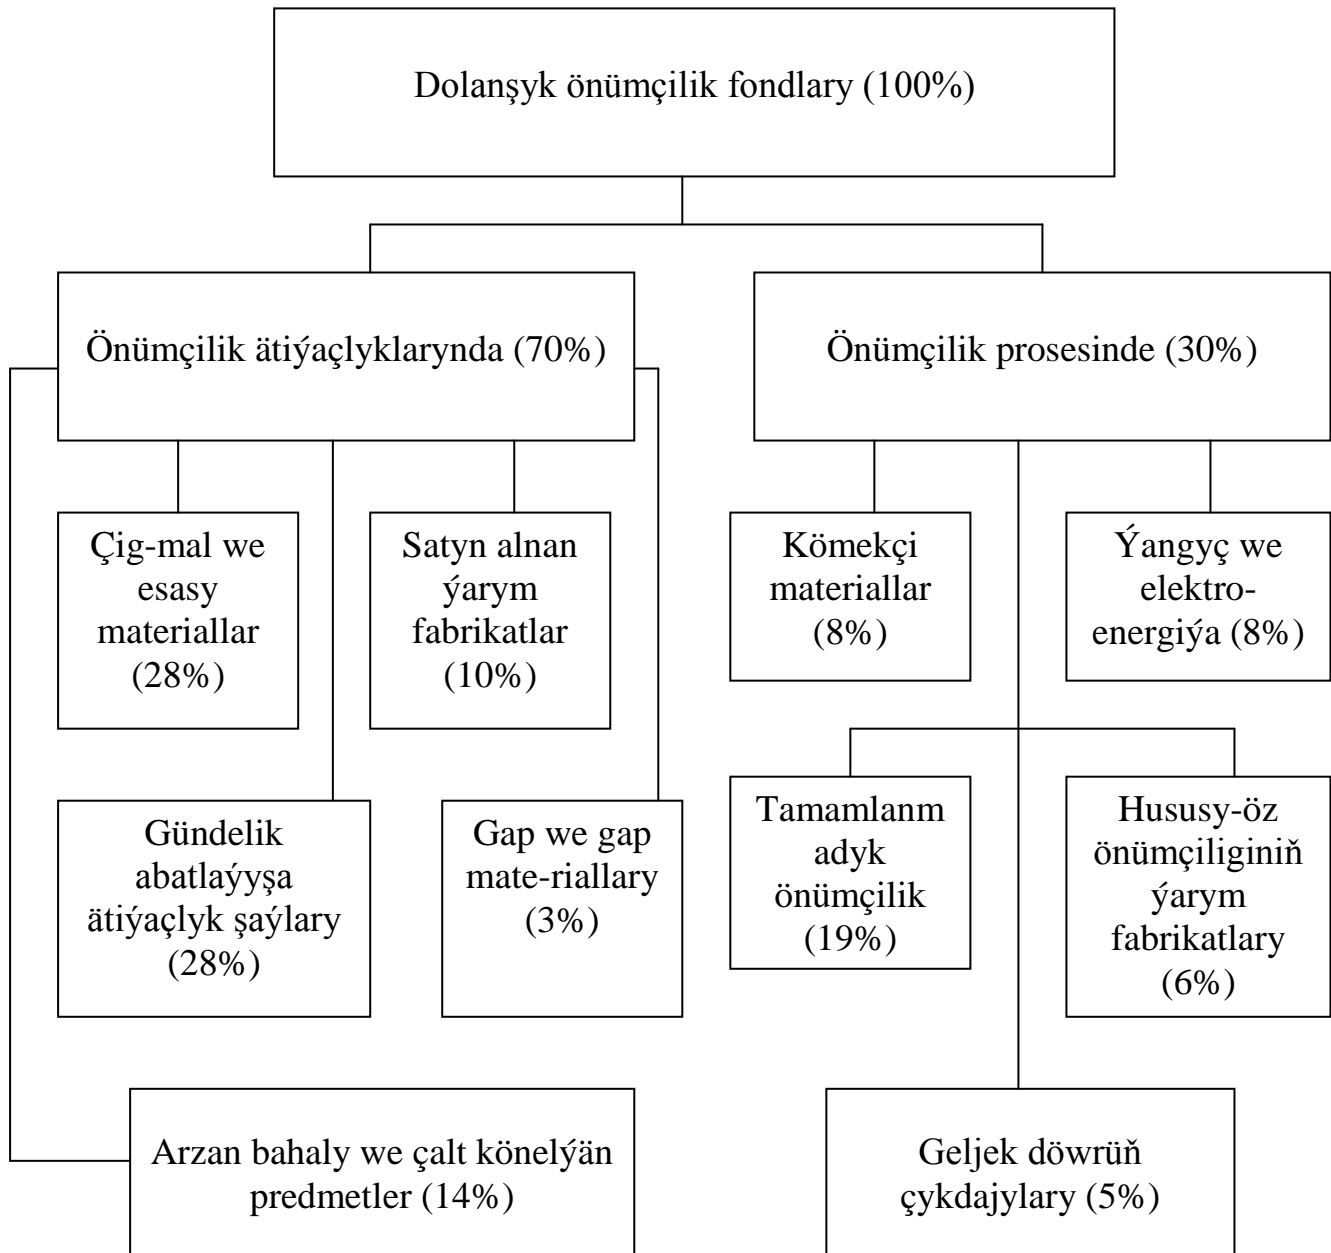 Dolanşyk önümçilik fondlary (100%)
Önümçilik ätiýaçlyklarynda (70%)
Önümçilik prosesinde (30%)
Çig-mal we
esasy
materiallar
(28%)
Satyn alnan
ýarym
fabrikatlar
(10%)
Kömekçi
materiallar
(8%)
Ýangyç we
elektro-
energiýa (8%)
Gündelik
abatlaýyşa
ätiýaçlyk şaýlary
(28%)
Gap we gap
mate-riallary
(3%)
Tamamlanm
adyk
önümçilik
(19%)
Hususy-öz
önümçiliginiň
ýarym
fabrikatlary
(6%)
Arzan bahaly we çalt könelýän
predmetler (14%)
Geljek döwrüň
çykdajylary (5%)